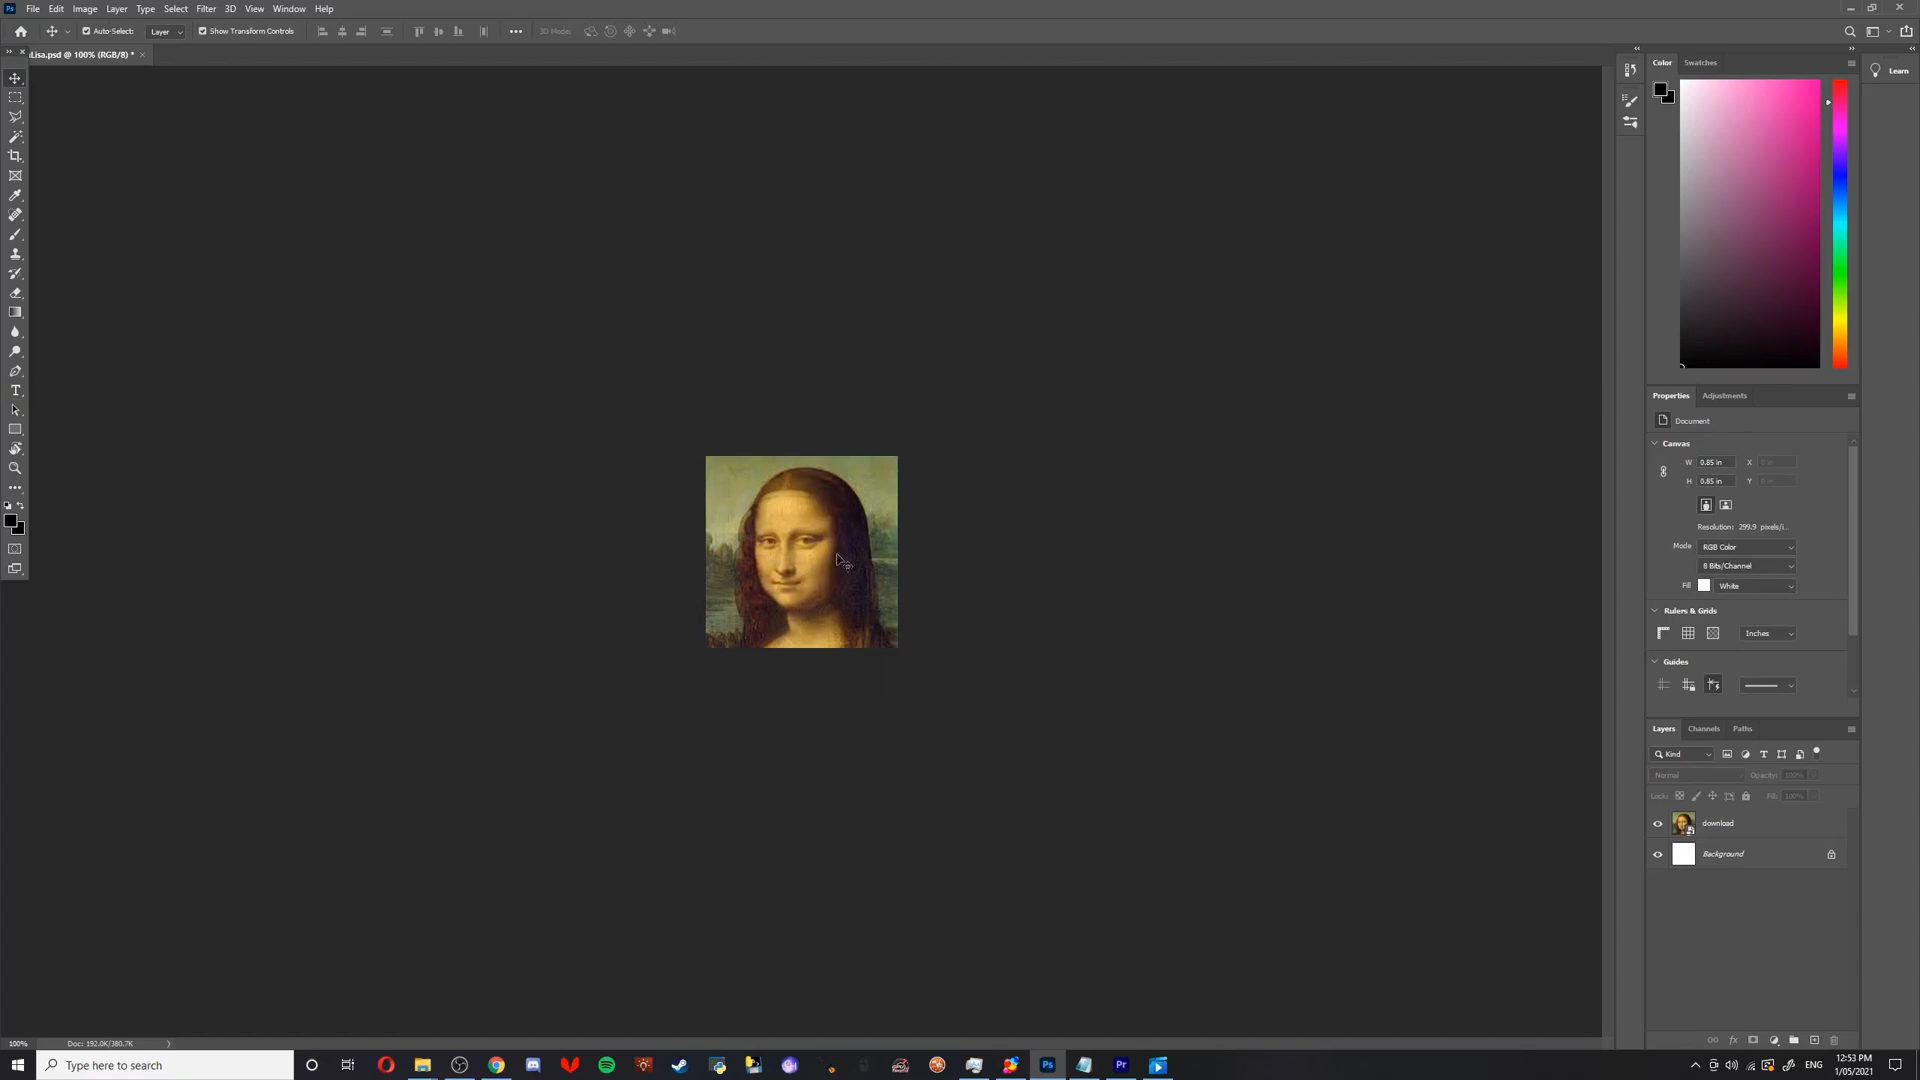 Ps File Edit Image Layer Type Select Filter 3D View Window Help
Auto-Select: Layer Show Transform Controls 3D Mode:
Lisa.psd @ 100% (RGB/8) *
Color Swatches
Learn
Properties Adjustments
Document
Canvas
W 0.85 in X
H 0.85 in Y
Resolution: 299.9 pixels/i...
Mode RGB Color
8 Bits/Channel
Fill White
Rulers & Grids
Inches
Guides
Layers Channels Paths
Kind
Normal Opacity: 100%
Lock: Fill: 100%
download
Background
100% Doc: 192.0K/380.7K
Type here to search
Ps Pr
ENG
12:53 PM
1/05/2021